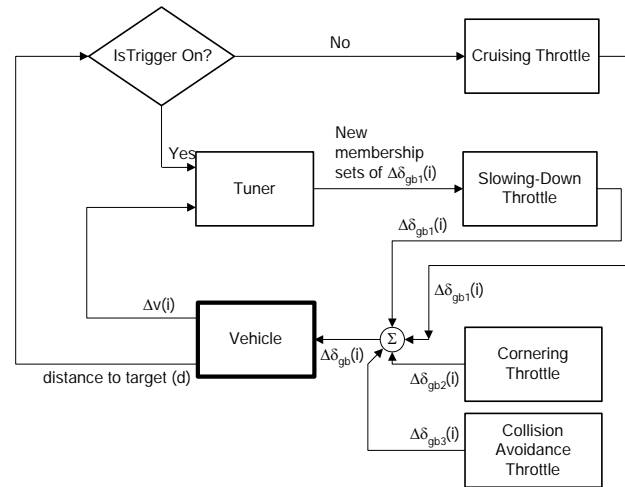 IsTrigger On?
No
Cruising Throttle
Yes
Tuner
New
membership
sets of Δδgb1(i)
Slowing-Down
Throttle
Δδgb1(i)
Δδgb1(i)
Δv(i)
Vehicle
Δδgb(i)
Σ
Cornering
Throttle
Δδgb2(i)
distance to target (d)
Δδgb3(i)
Collision
Avoidance
Throttle